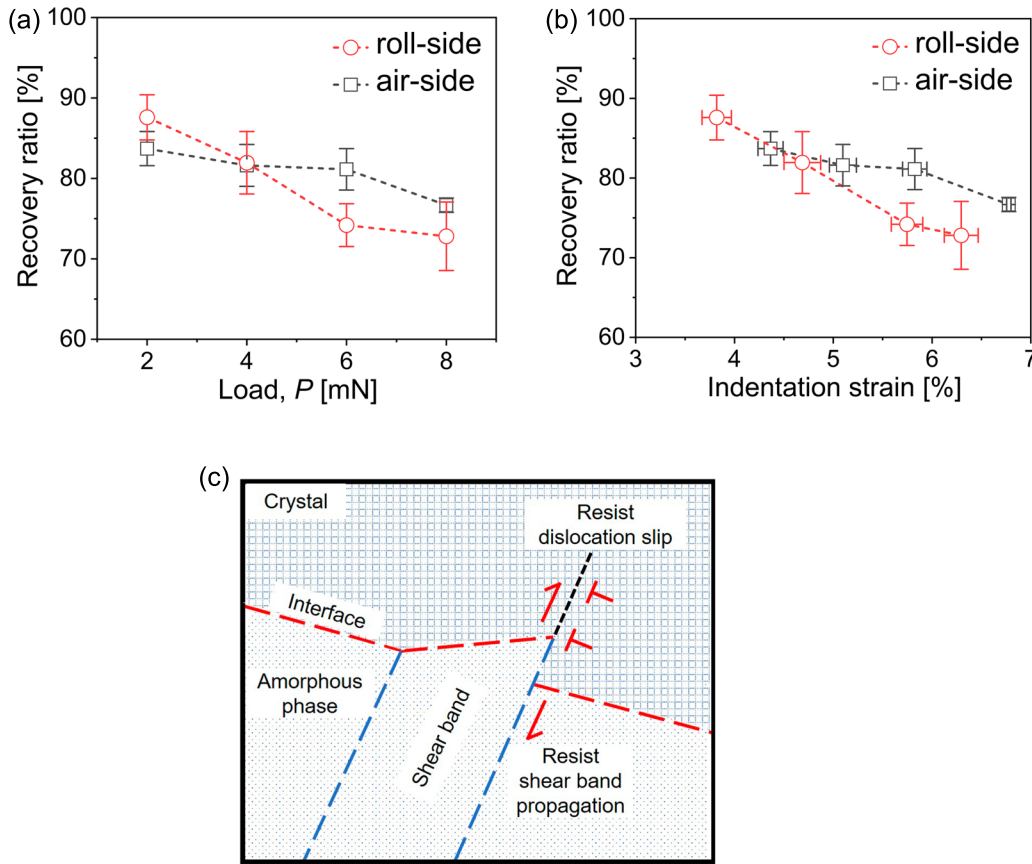 (a)
100
90
80
70
60
Recovery ratio [%]
roll-side
air-side
2
4
6
8
Load, P [mN]
(b)
100
90
80
70
60
Recovery ratio [%]
roll-side
air-side
3
4
5
6
7
Indentation strain [%]
(c)
Crystal
Resist
dislocation slip
Interface
Amorphous
phase
Shear band
Resist
shear band
propagation